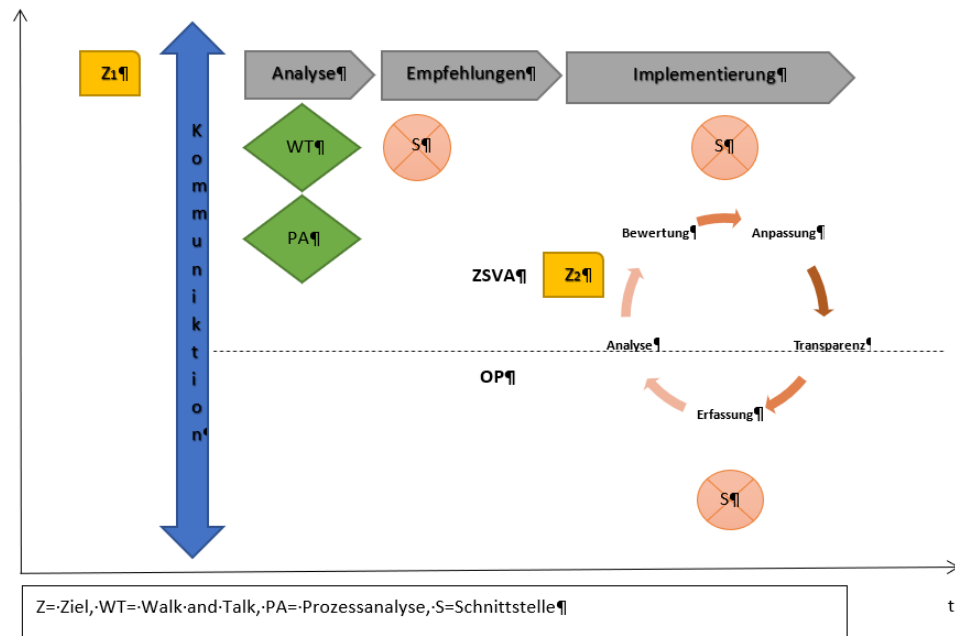 Z1¶
Kommuniktion¶
Analyse¶
Empfehlungen¶
Implementierung¶
WT¶
S¶
S¶
PA¶
Bewertung¶
Anpassung¶
ZSVA¶
Z2¶
Analyse¶
Transparenz¶
OP¶
Erfassung¶
S¶
Z=·Ziel,·WT=·Walk·and·Talk,·PA=·Prozessanalyse,·S=Schnittstelle¶
t